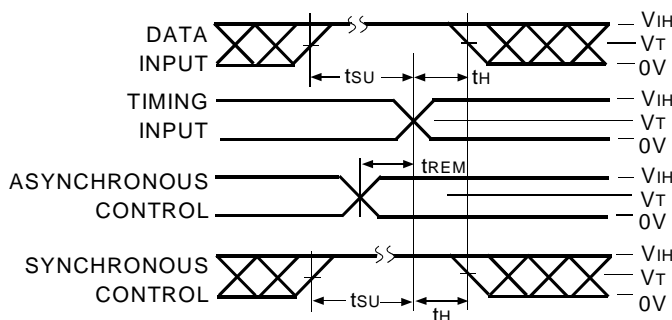 DATA
INPUT
tSU
tH
VIH
VT
0V
TIMING
INPUT
VIH
VT
0V
tREM
ASYNCHRONOUS
CONTROL
VIH
VT
0V
SYNCHRONOUS
CONTROL
tSU
tH
VIH
VT
0V